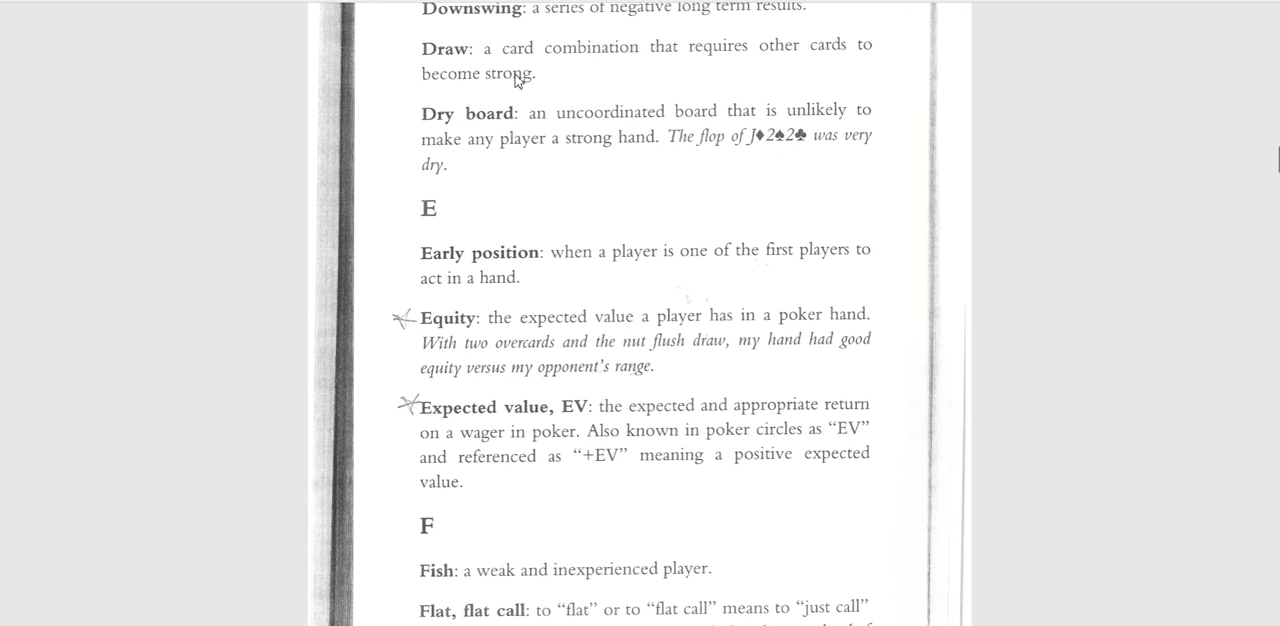 Downswing: a series of negative long term results.
Draw: a card combination that requires other cards to
become strong.
Dry board: an uncoordinated board that is unlikely to
make any player a strong hand. The flop of J♦2♠2♣ was very
dry.
E
Early position: when a player is one of the first players to
act in a hand.
Equity: the expected value a player has in a poker hand.
With two overcards and the nut flush draw, my hand had good
equity versus my opponent's range.
Expected value, EV: the expected and appropriate return
on a wager in poker. Also known in poker circles as “EV”
and referenced as “+EV” meaning a positive expected
value.
F
Fish: a weak and inexperienced player.
Flat, flat call: to “flat” or to “flat call” means to “just call”